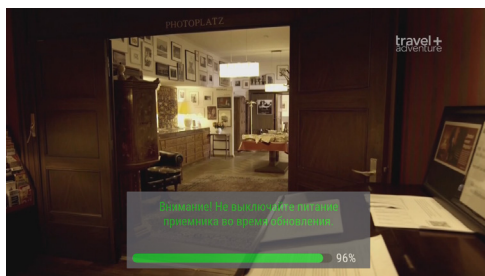 PHOTOPLATZ
travel+
adventure
Внимание! Не выключайте питание
приемника во время обновления.
96%